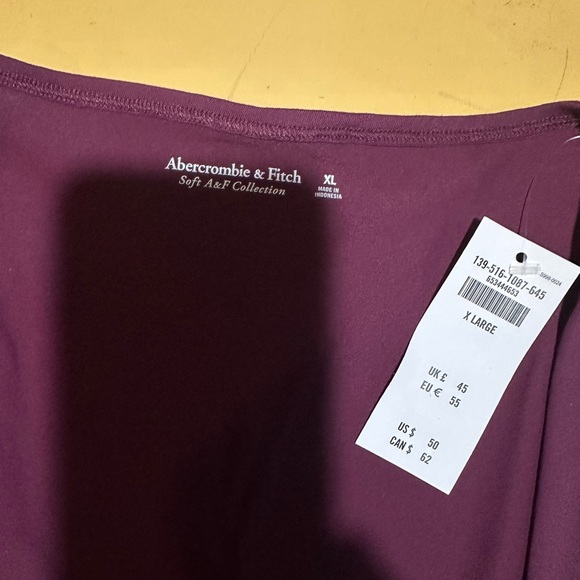 Abercrombie & Fitch
Soft A&F Collection
XL
MADE IN
INDONESIA
139-516-1087-645
653444653
X LARGE
UK £ 45
EU € 55
US $ 50
CAN $ 62